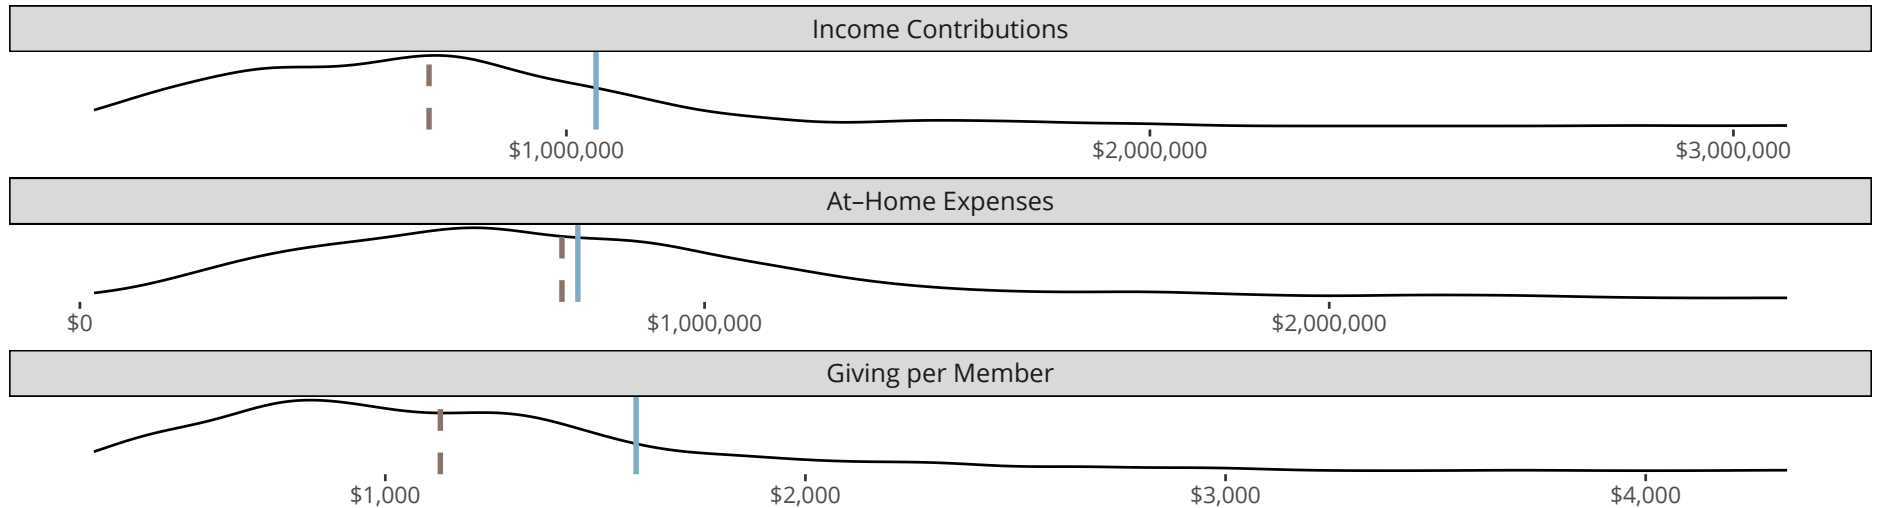 Income Contributions
$1,000,000 $2,000,000 $3,000,000
At–Home Expenses
$0 $1,000,000 $2,000,000
Giving per Member
$1,000 $2,000 $3,000 $4,000